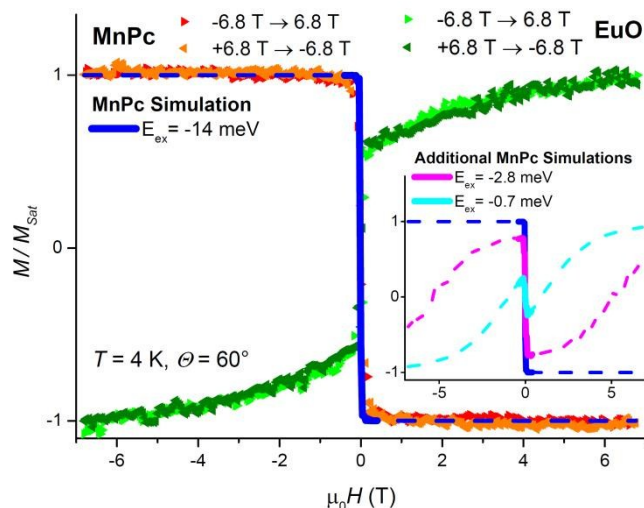 MnPc
-6.8 T → 6.8 T
+6.8 T → -6.8 T
-6.8 T → 6.8 T
+6.8 T → -6.8 T
EuO
MnPc Simulation
E_ex = -14 meV
Additional MnPc Simulations
E_ex = -2.8 meV
E_ex = -0.7 meV
1
0
-1
-5
0
5
T = 4 K, Θ = 60°
M / M_Sat
1
0
-1
-6
-4
-2
0
2
4
6
μ₀H (T)